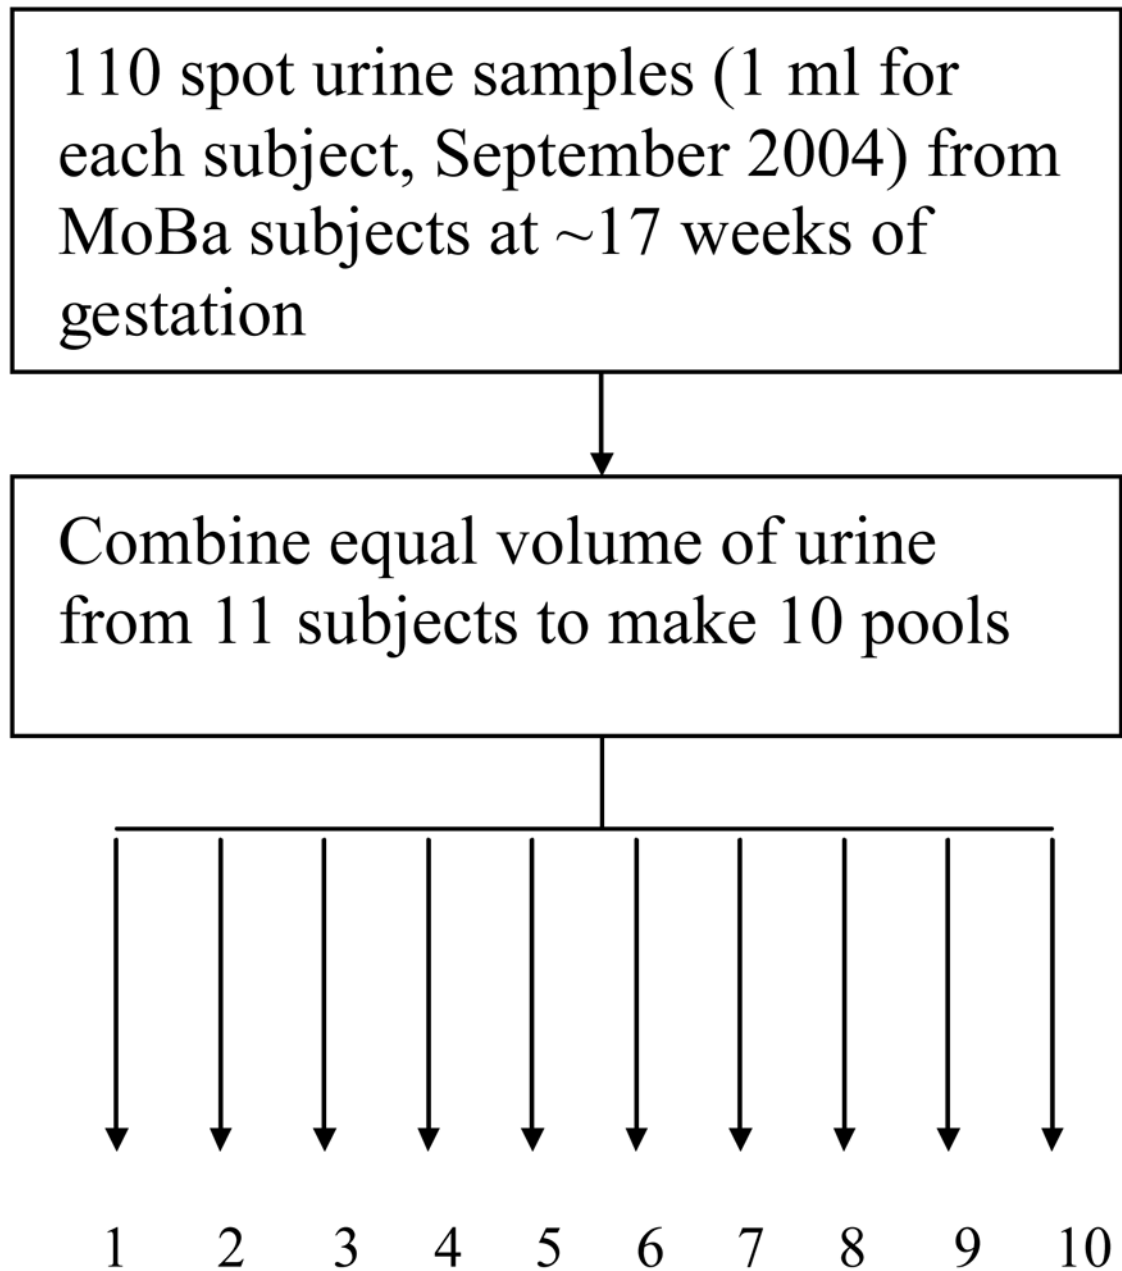 110 spot urine samples (1 ml for
each subject, September 2004) from
MoBa subjects at ~17 weeks of
gestation
Combine equal volume of urine
from 11 subjects to make 10 pools
1 2 3 4 5 6 7 8 9 10